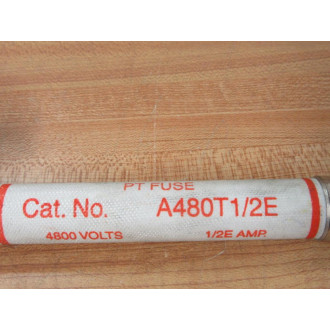 PT FUSE
Cat. No. A480T1/2E
4800 VOLTS 1/2E AMP